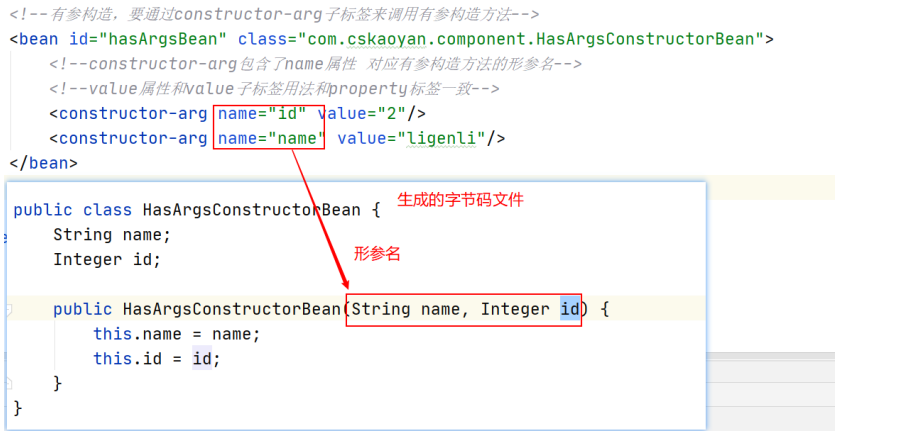 <!--有参构造，要通过constructor-arg子标签来调用有参构造方法-->
<bean id="hasArgsBean" class="com.cskaoyan.component.HasArgsConstructorBean">
<!--constructor-arg包含了name属性 对应有参构造方法的形参名-->
<!--value属性和value子标签用法和property标签一致-->
<constructor-arg name="id" value="2"/>
<constructor-arg name="name" value="ligenli"/>
</bean>
生成的字节码文件
public class HasArgsConstructorBean {
String name;
Integer id;
形参名
public HasArgsConstructorBean(String name, Integer id) {
this.name = name;
this.id = id;
}
}